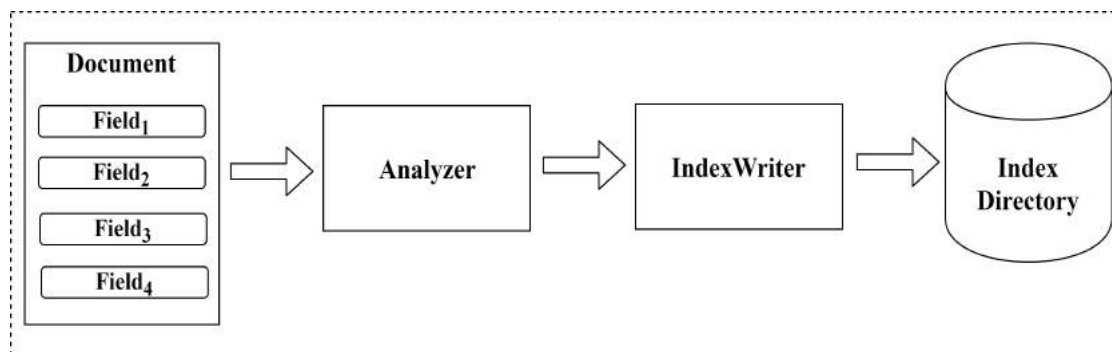 Document
Field1
Field2
Field3
Field4
Analyzer
IndexWriter
Index
Directory